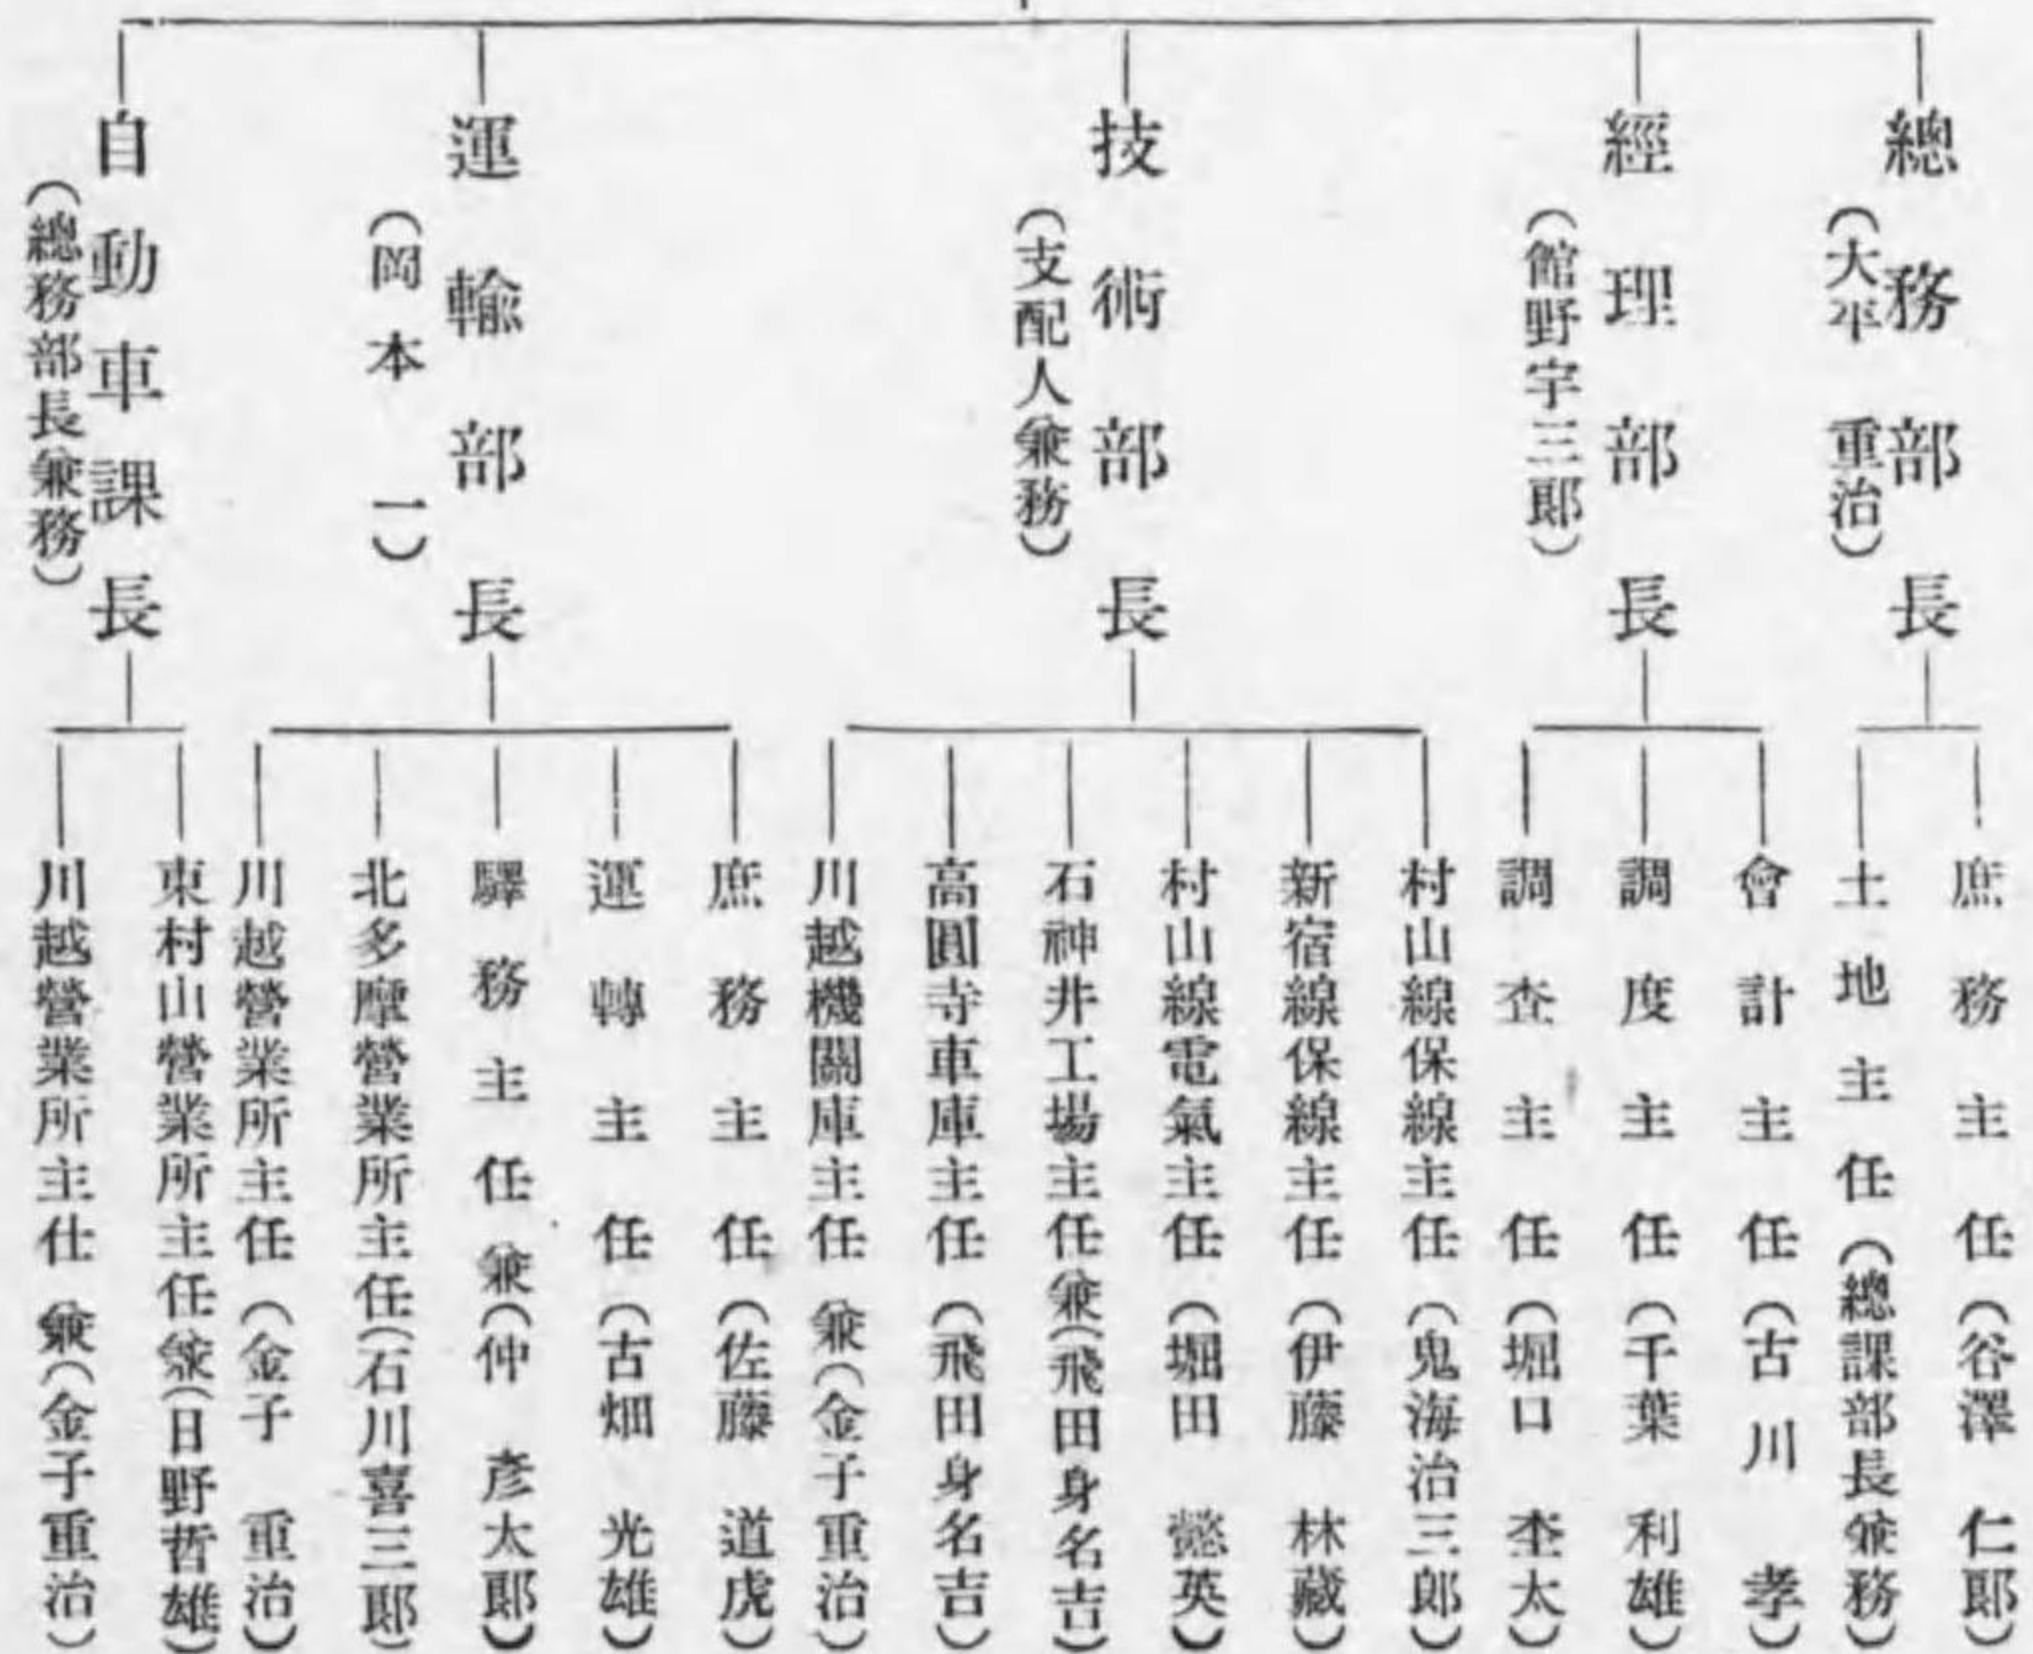 總務部長
(大平重治)
庶務主任(谷澤仁郎)
土地主任(總課部長兼務)
經理部長
(館野宇三郎)
會計主任(古川孝)
調度主任(千葉利雄)
調査主任(堀口杢太)
技術部長
(支配人兼務)
村山線保線主任(鬼海治三郎)
新宿線保線主任(伊藤林藏)
村山線電氣主任(堀田英)
石神井工場主任兼(飛田身名吉)
高圓寺車庫主任(飛田身名吉)
川越機關庫主任兼(金子重治)
運輸部長
(岡本一)
庶務主任(佐藤道虎)
運轉主任(古畑光雄)
驛務主任兼(仲彦太郎)
北多摩營業所主任(石川喜三郎)
川越營業所主任(金子重治)
自動車課長
(總務部長兼務)
東村山營業所主任兼(日野哲雄)
川越營業所主仕兼(金子重治)